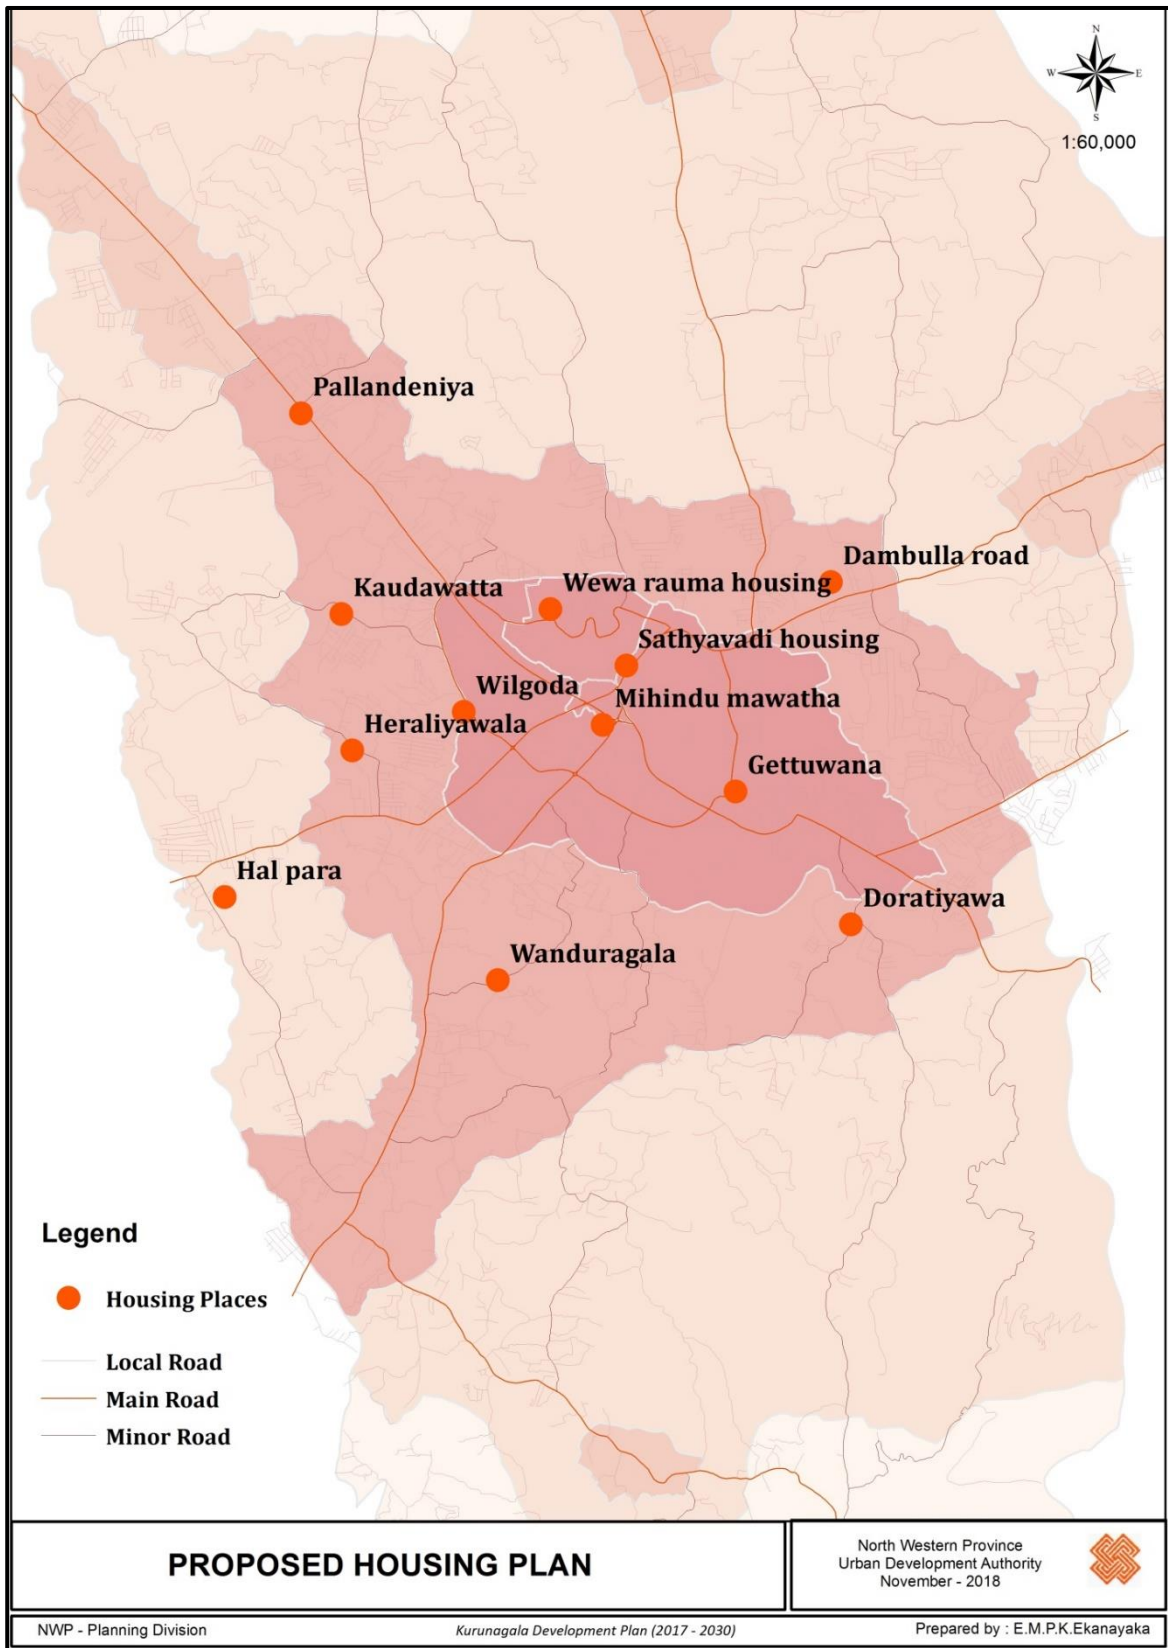 N
W E
S
1:60,000
Pallandeniya
Dambulla road
Kaudawatta
Wewa rauma housing
Sathyavadi housing
Wilgoda
Mihindu mawatha
Heraliyawala
Gettuwana
Hal para
Doratiyawa
Wanduragala
Legend
Housing Places
Local Road
Main Road
Minor Road
PROPOSED HOUSING PLAN
North Western Province
Urban Development Authority
November - 2018
NWP - Planning Division
Kurunagala Development Plan (2017 - 2030)
Prepared by : E.M.P.K.Ekanayaka